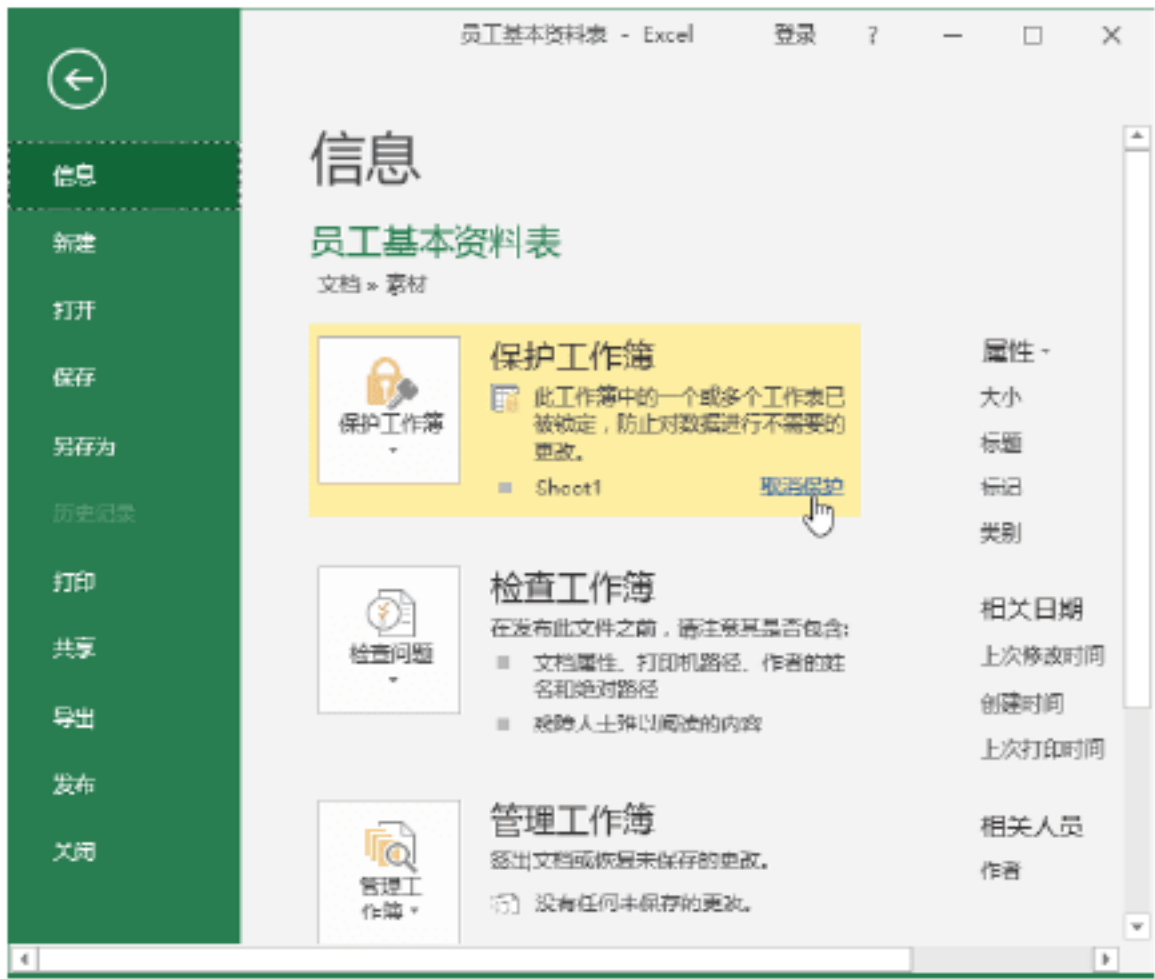 员工基本资料表 - Excel 登录 ?
信息
新建
打开
保存
另存为
历史记录
打印
共享
导出
发布
关闭
信息
员工基本资料表
文档 » 素材
保护工作簿
保护工作簿
此工作簿中的一个或多个工作表已
被锁定，防止对数据进行不需要的
更改。
Sheet1 取消保护
检查问题
检查工作簿
在发布此文件之前，请注意其是否包含:
文档属性、打印机路径、作者的姓
名和绝对路径
残障人士难以阅读的内容
管理工
作簿
管理工作簿
签出文档或恢复未保存的更改。
没有任何未保存的更改。
属性
大小
标题
标记
类别
相关日期
上次修改时间
创建时间
上次打印时间
相关人员
作者